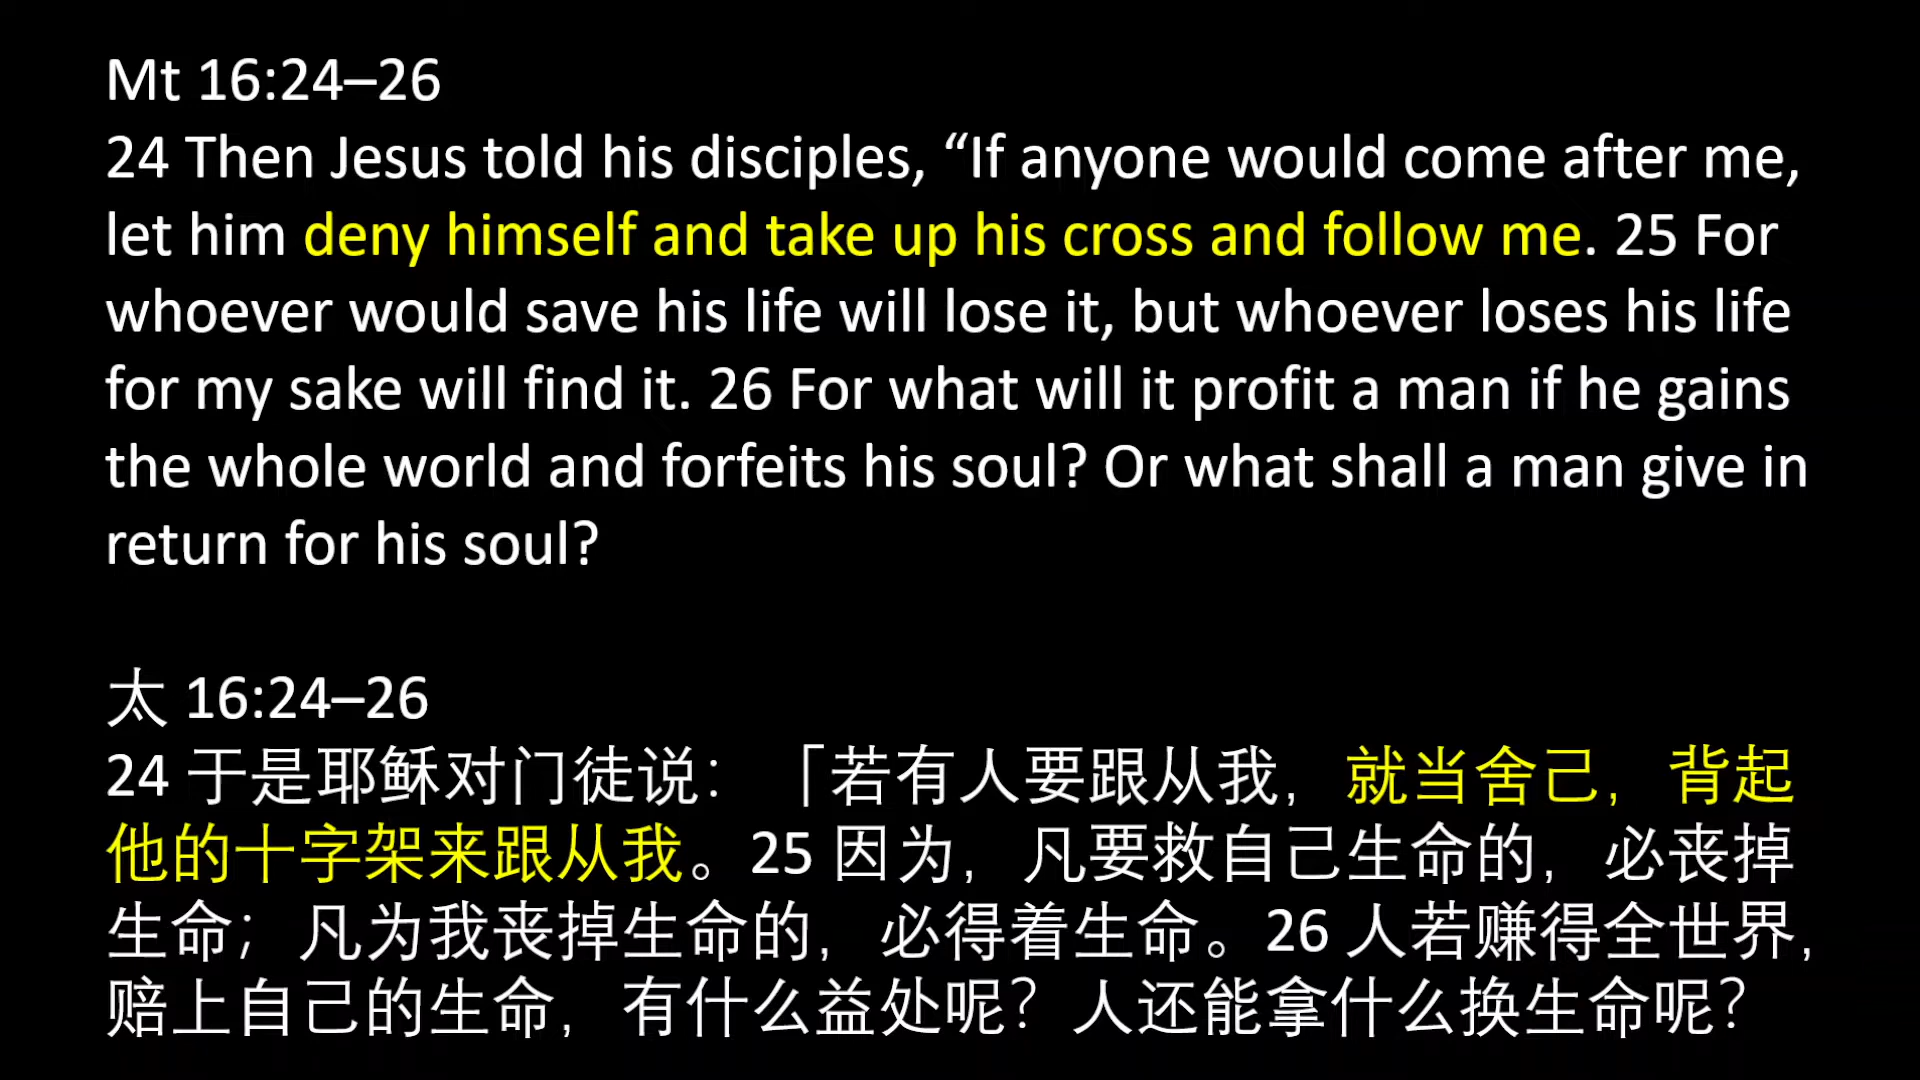 Mt 16:24–26
24 Then Jesus told his disciples, “If anyone would come after me,
let him deny himself and take up his cross and follow me. 25 For
whoever would save his life will lose it, but whoever loses his life
for my sake will find it. 26 For what will it profit a man if he gains
the whole world and forfeits his soul? Or what shall a man give in
return for his soul?
太 16:24–26
24 于是耶稣对门徒说：「若有人要跟从我，就当舍己，背起
他的十字架来跟从我。25 因为，凡要救自己生命的，必丧掉
生命；凡为我丧掉生命的，必得着生命。26 人若赚得全世界，
赔上自己的生命，有什么益处呢？人还能拿什么换生命呢？